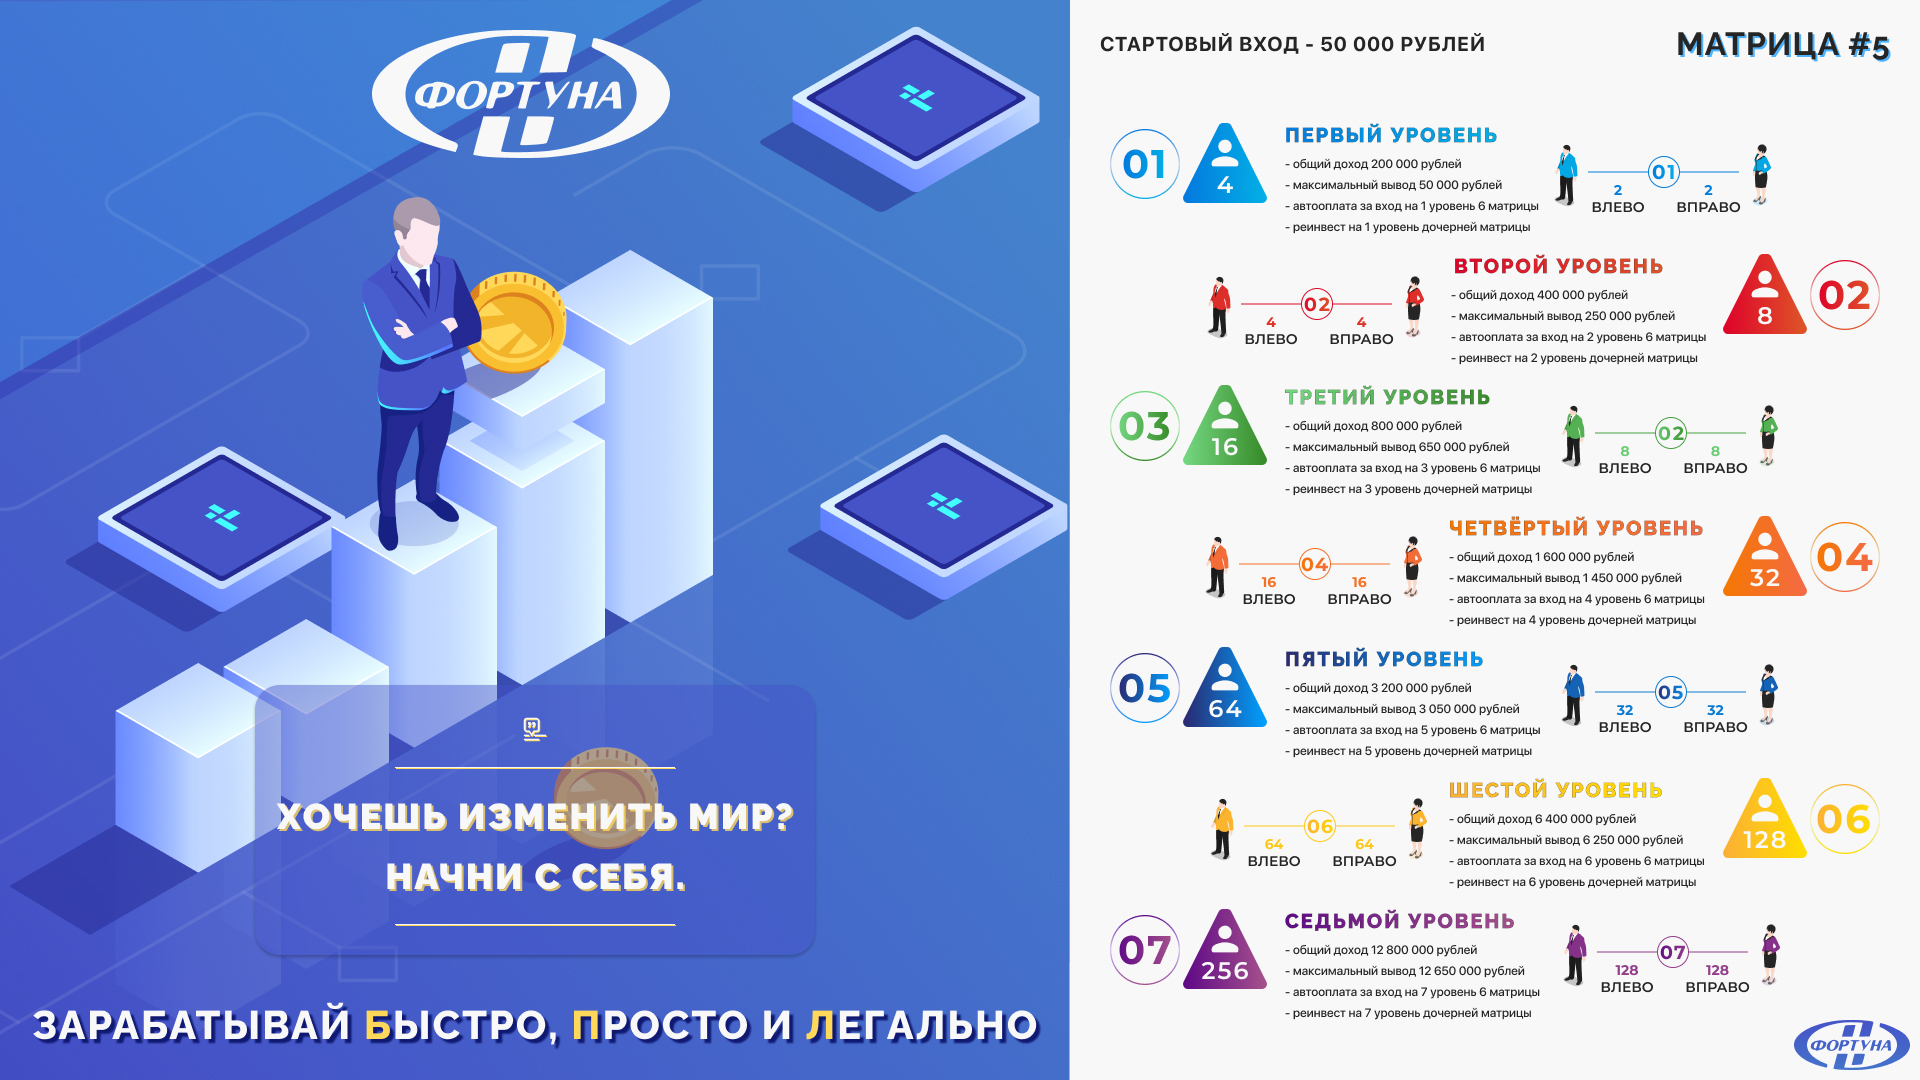 ФОРТУНА
ХОЧЕШЬ ИЗМЕНИТЬ МИР?
НАЧНИ С СЕБЯ.
ЗАРАБАТЫВАЙ БЫСТРО, ПРОСТО И ЛЕГАЛЬНО
СТАРТОВЫЙ ВХОД - 50 000 РУБЛЕЙ
МАТРИЦА #5
01
4
ПЕРВЫЙ УРОВЕНЬ
- общий доход 200 000 рублей
- максимальный вывод 50 000 рублей
- автооплата за вход на 1 уровень 6 матрицы
- реинвест на 1 уровень дочерней матрицы
01
2 2
ВЛЕВО ВПРАВО
02
4 4
ВЛЕВО ВПРАВО
ВТОРОЙ УРОВЕНЬ
- общий доход 400 000 рублей
- максимальный вывод 250 000 рублей
- автооплата за вход на 2 уровень 6 матрицы
- реинвест на 2 уровень дочерней матрицы
8
02
03
16
ТРЕТИЙ УРОВЕНЬ
- общий доход 800 000 рублей
- максимальный вывод 650 000 рублей
- автооплата за вход на 3 уровень 6 матрицы
- реинвест на 3 уровень дочерней матрицы
02
8 8
ВЛЕВО ВПРАВО
04
16 16
ВЛЕВО ВПРАВО
ЧЕТВЁРТЫЙ УРОВЕНЬ
- общий доход 1 600 000 рублей
- максимальный вывод 1 450 000 рублей
- автооплата за вход на 4 уровень 6 матрицы
- реинвест на 4 уровень дочерней матрицы
32
04
05
64
ПЯТЫЙ УРОВЕНЬ
- общий доход 3 200 000 рублей
- максимальный вывод 3 050 000 рублей
- автооплата за вход на 5 уровень 6 матрицы
- реинвест на 5 уровень дочерней матрицы
05
32 32
ВЛЕВО ВПРАВО
06
64 64
ВЛЕВО ВПРАВО
ШЕСТОЙ УРОВЕНЬ
- общий доход 6 400 000 рублей
- максимальный вывод 6 250 000 рублей
- автооплата за вход на 6 уровень 6 матрицы
- реинвест на 6 уровень дочерней матрицы
128
06
07
256
СЕДЬМОЙ УРОВЕНЬ
- общий доход 12 800 000 рублей
- максимальный вывод 12 650 000 рублей
- автооплата за вход на 7 уровень 6 матрицы
- реинвест на 7 уровень дочерней матрицы
07
128 128
ВЛЕВО ВПРАВО
ФОРТУНА